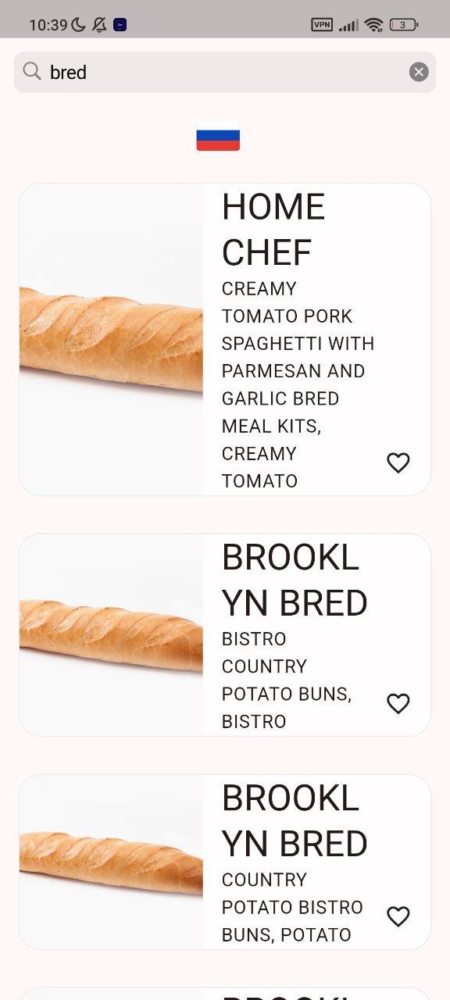 10:39
VPN
3
bred
HOME
CHEF
CREAMY
TOMATO PORK
SPAGHETTI WITH
PARMESAN AND
GARLIC BRED
MEAL KITS,
CREAMY
TOMATO
BROOKL
YN BRED
BISTRO
COUNTRY
POTATO BUNS,
BISTRO
BROOKL
YN BRED
COUNTRY
POTATO BISTRO
BUNS, POTATO